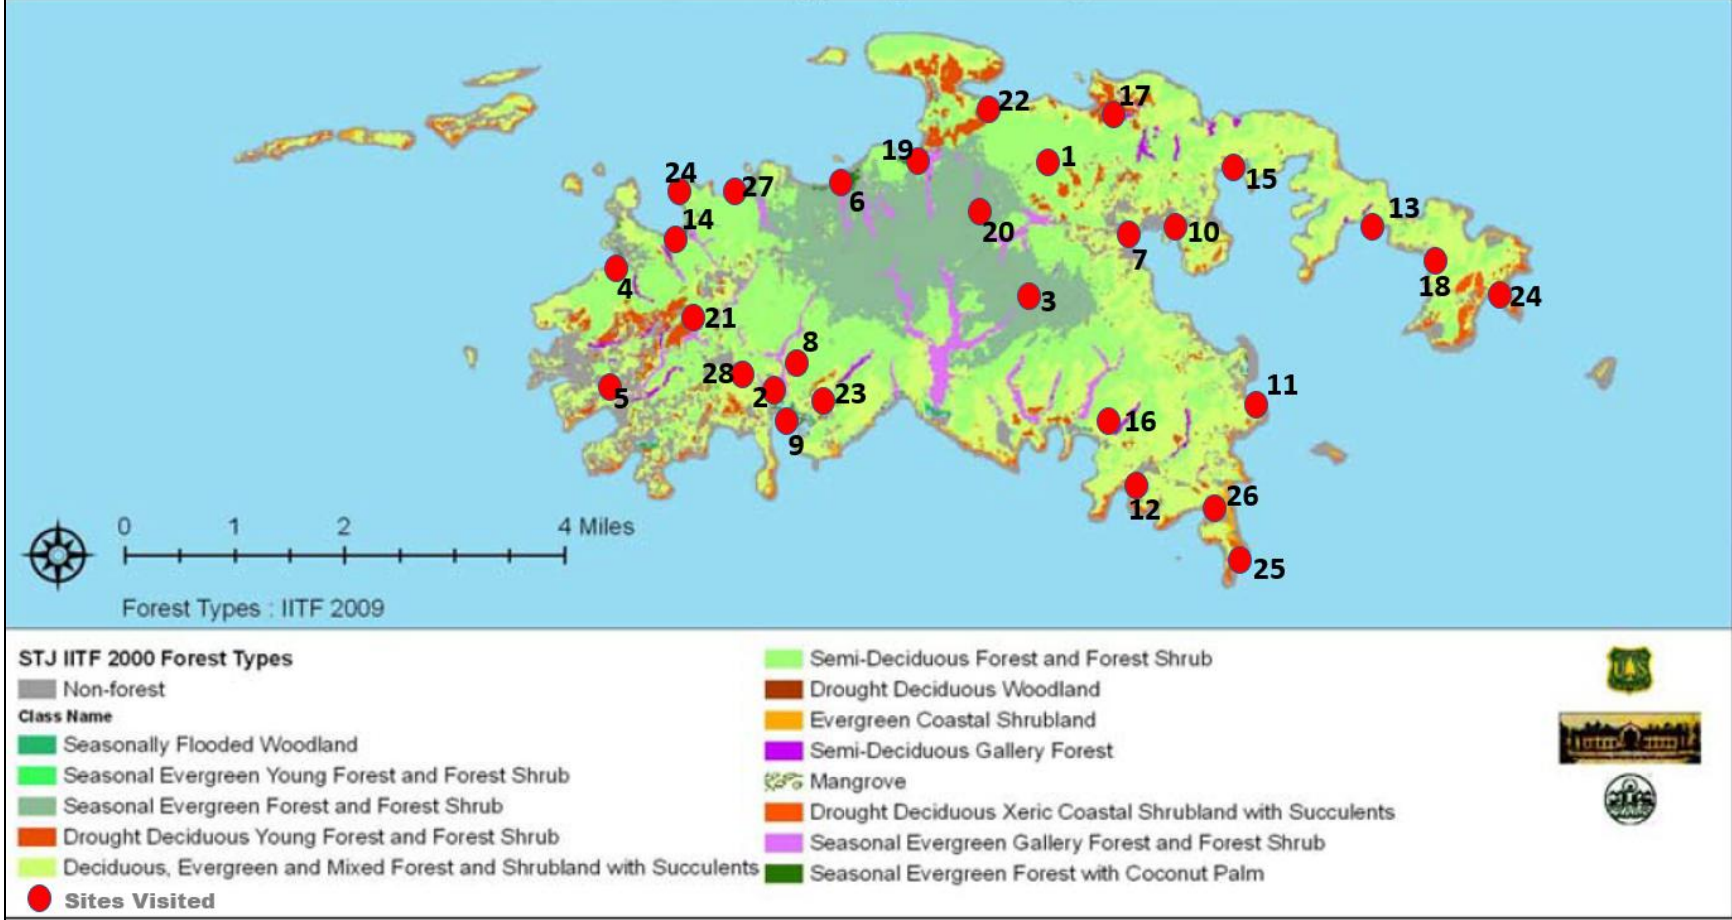 22
17
19
1
24
27
6
15
14
20
13
10
7
4
18
3
24
21
8
28
2
23
5
11
9
16
26
12
25
0 1 2 4 Miles
Forest Types : IITF 2009
STJ IITF 2000 Forest Types
Non-forest
Class Name
Seasonally Flooded Woodland
Seasonal Evergreen Young Forest and Forest Shrub
Seasonal Evergreen Forest and Forest Shrub
Drought Deciduous Young Forest and Forest Shrub
Deciduous, Evergreen and Mixed Forest and Shrubland with Succulents
Sites Visited
Semi-Deciduous Forest and Forest Shrub
Drought Deciduous Woodland
Evergreen Coastal Shrubland
Semi-Deciduous Gallery Forest
Mangrove
Drought Deciduous Xeric Coastal Shrubland with Succulents
Seasonal Evergreen Gallery Forest and Forest Shrub
Seasonal Evergreen Forest with Coconut Palm
U S